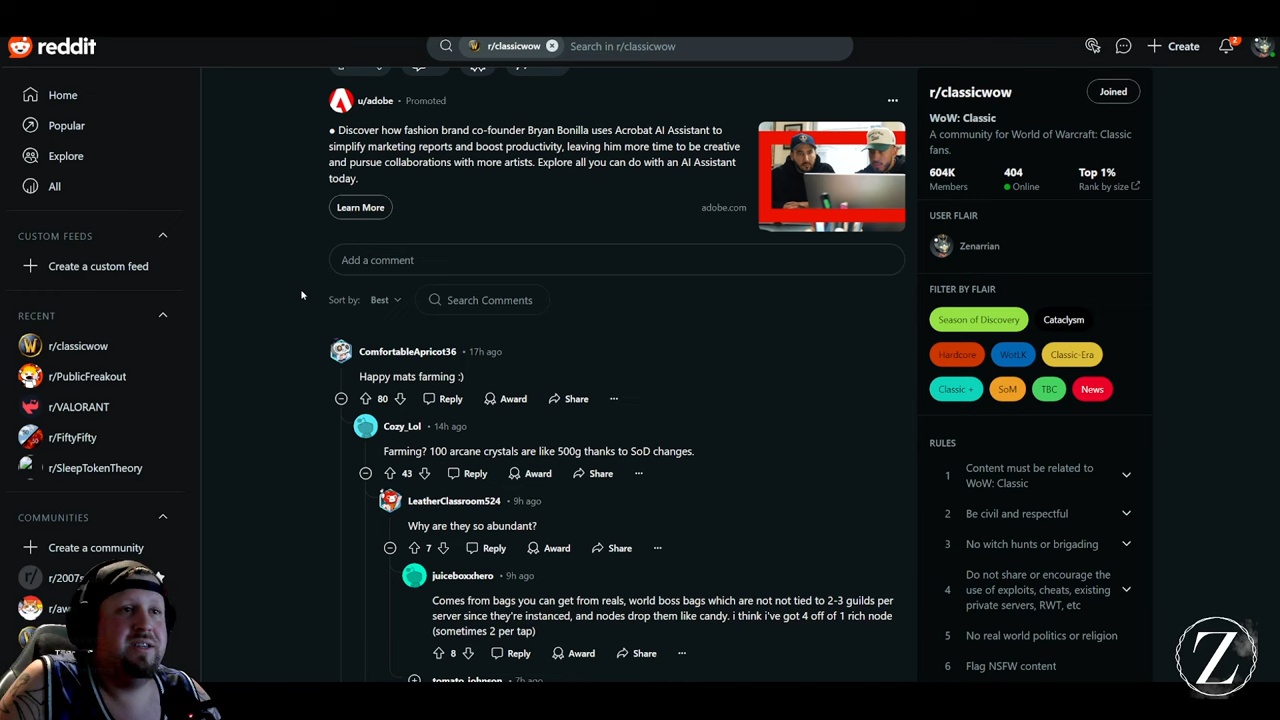 reddit
r/classicwow
Search in r/classicwow
Create
2
Home
Popular
Explore
All
CUSTOM FEEDS
Create a custom feed
RECENT
r/classicwow
r/PublicFreakout
r/VALORANT
r/FiftyFifty
r/SleepTokenTheory
COMMUNITIES
Create a community
u/adobe • Promoted
● Discover how fashion brand co-founder Bryan Bonilla uses Acrobat AI Assistant to
simplify marketing reports and boost productivity, leaving him more time to be creative
and pursue collaborations with more artists. Explore all you can do with an AI Assistant
today.
Learn More
adobe.com
Add a comment
Sort by: Best
Search Comments
ComfortableApricot36 • 17h ago
Happy mats farming :)
80 Reply Award Share
Cozy_Lol • 14h ago
Farming? 100 arcane crystals are like 500g thanks to SoD changes.
43 Reply Award Share
LeatherClassroom524 • 9h ago
Why are they so abundant?
7 Reply Award Share
juiceboxxhero • 9h ago
Comes from bags you can get from reals, world boss bags which are not not tied to 2-3 guilds per
server since they're instanced, and nodes drop them like candy. i think i've got 4 off of 1 rich node
(sometimes 2 per tap)
8 Reply Award Share
tomato_johnson • 7h ago
r/classicwow
Joined
WoW: Classic
A community for World of Warcraft: Classic
fans.
604K 404 Top 1%
Members Online Rank by size
USER FLAIR
Zenarrian
FILTER BY FLAIR
Season of Discovery Cataclysm
Hardcore WotLK Classic-Era
Classic + SoM TBC News
RULES
1 Content must be related to
WoW: Classic
2 Be civil and respectful
3 No witch hunts or brigading
4 Do not share or encourage the
use of exploits, cheats, existing
private servers, RWT, etc
5 No real world politics or religion
6 Flag NSFW content
Z